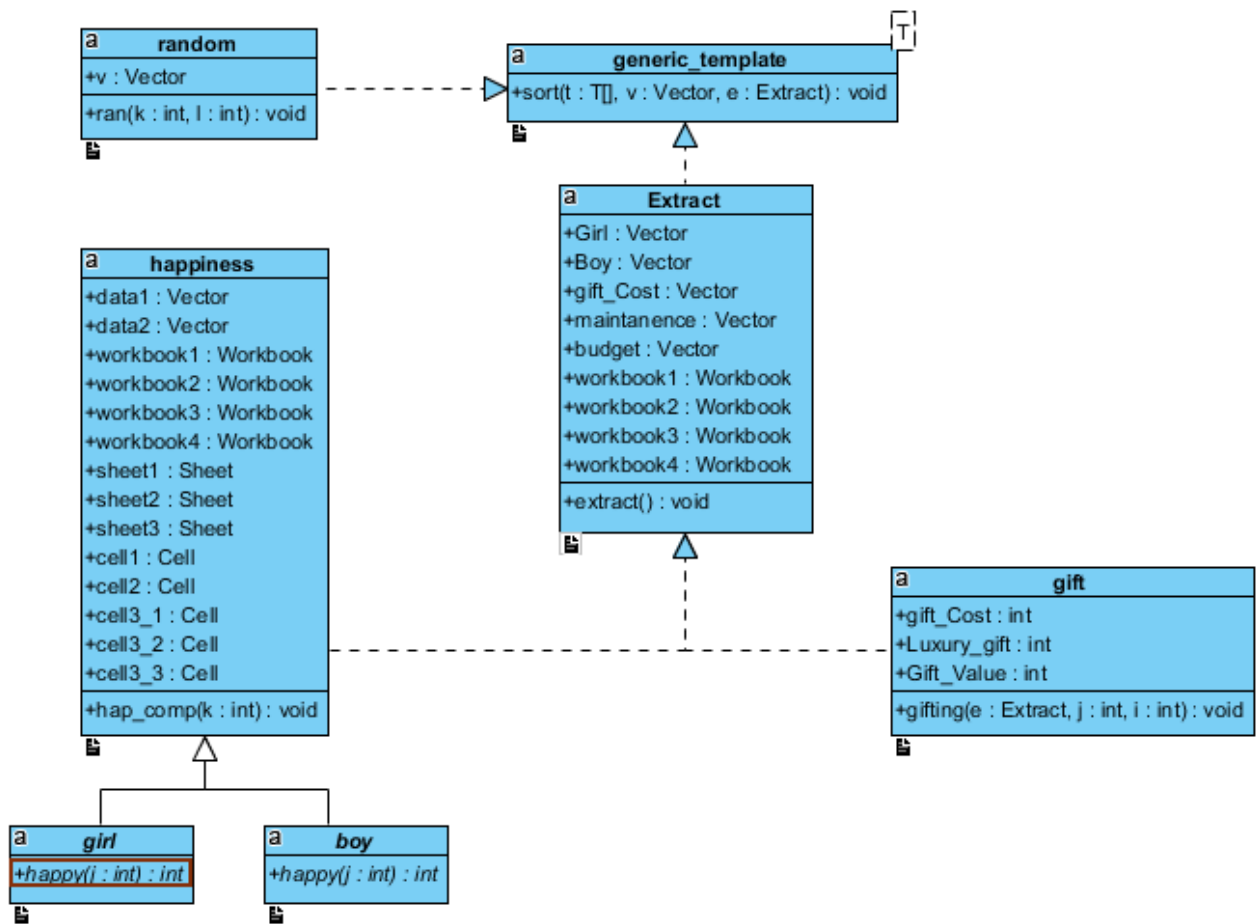 a
random
+v : Vector
+ran(k : int, l : int) : void
T
a
generic_template
+sort(t : T[], v : Vector, e : Extract) : void
a
Extract
+Girl : Vector
+Boy : Vector
+gift_Cost : Vector
+maintanence : Vector
+budget : Vector
+workbook1 : Workbook
+workbook2 : Workbook
+workbook3 : Workbook
+workbook4 : Workbook
+extract() : void
a
happiness
+data1 : Vector
+data2 : Vector
+workbook1 : Workbook
+workbook2 : Workbook
+workbook3 : Workbook
+workbook4 : Workbook
+sheet1 : Sheet
+sheet2 : Sheet
+sheet3 : Sheet
+cell1 : Cell
+cell2 : Cell
+cell3_1 : Cell
+cell3_2 : Cell
+cell3_3 : Cell
+hap_comp(k : int) : void
a
gift
+gift_Cost : int
+Luxury_gift : int
+Gift_Value : int
+gifting(e : Extract, j : int, i : int) : void
a
girl
+happy(j : int) : int
a
boy
+happy(j : int) : int